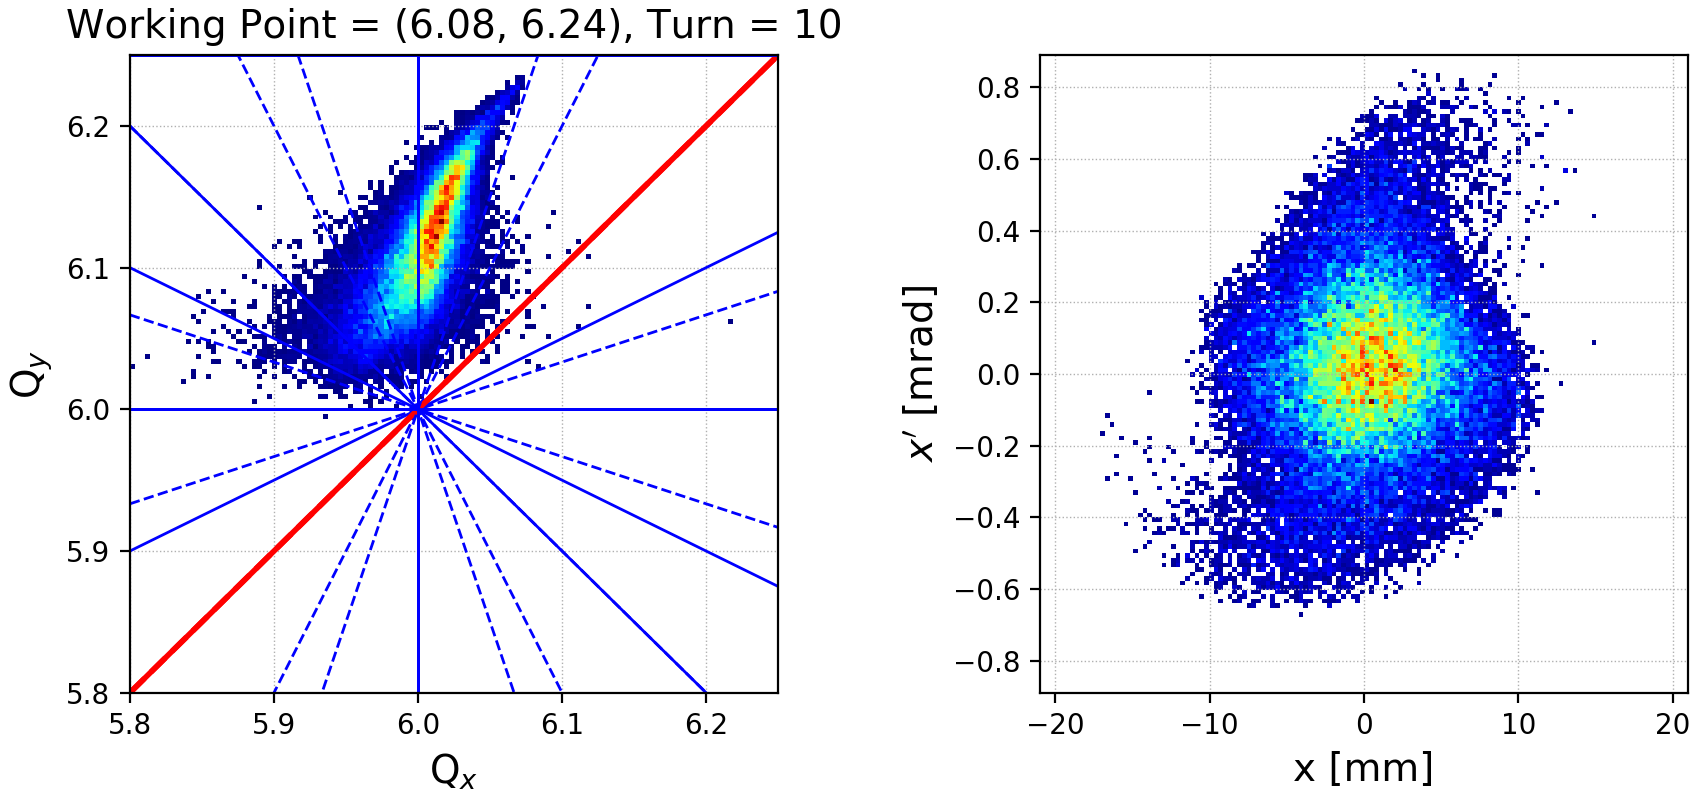 Working Point = (6.08, 6.24), Turn = 10
6.2
6.1
6.0
5.9
5.8
Q_y
5.8 5.9 6.0 6.1 6.2
Q_x
0.8
0.6
0.4
0.2
0.0
−0.2
−0.4
−0.6
−0.8
x′ [mrad]
−20 −10 0 10 20
x [mm]